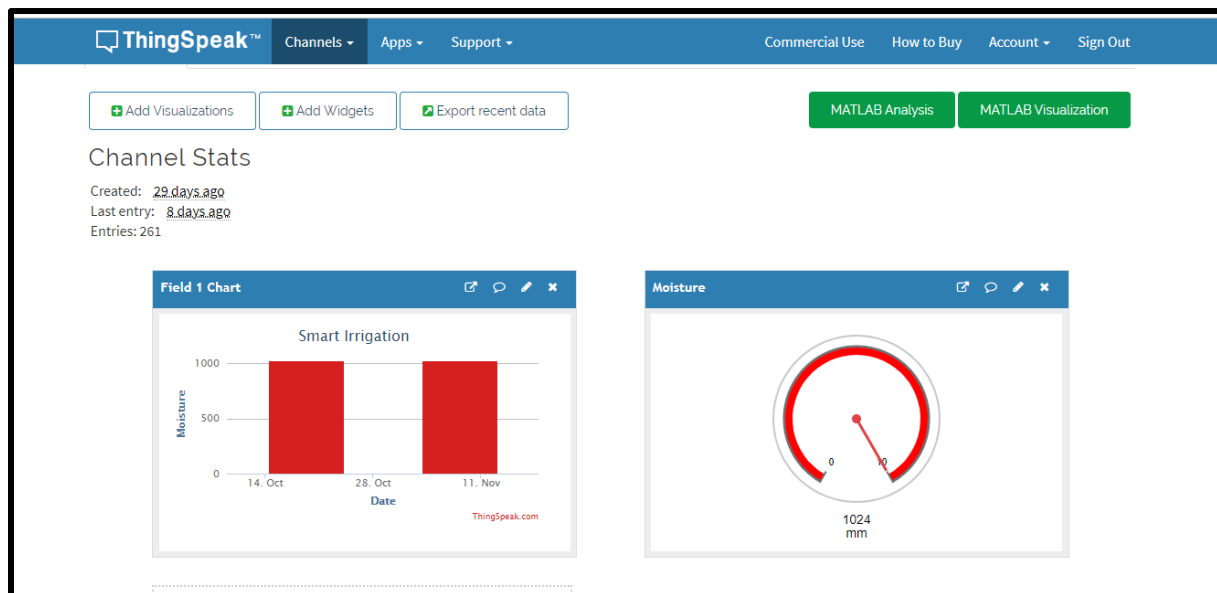 ThingSpeak™ Channels Apps Support Commercial Use How to Buy Account Sign Out
Add Visualizations Add Widgets Export recent data MATLAB Analysis MATLAB Visualization
Channel Stats
Created: 29 days ago
Last entry: 8 days ago
Entries: 261
Field 1 Chart
Smart Irrigation
Moisture
1000
500
0
14. Oct 28. Oct 11. Nov
Date
ThingSpeak.com
Moisture
0 10
1024
mm